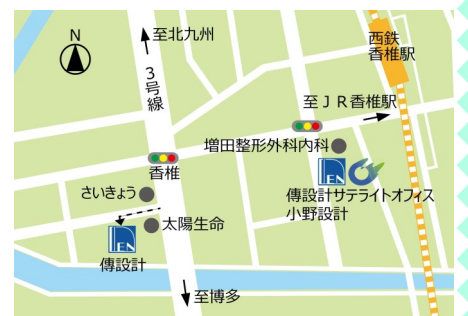 N
至北九州
3号線
西鉄
香椎駅
至JR香椎駅
増田整形外科内科
香椎
さいきょう
傳設計サテライトオフィス
小野設計
太陽生命
DEN
DEN
傳設計
至博多